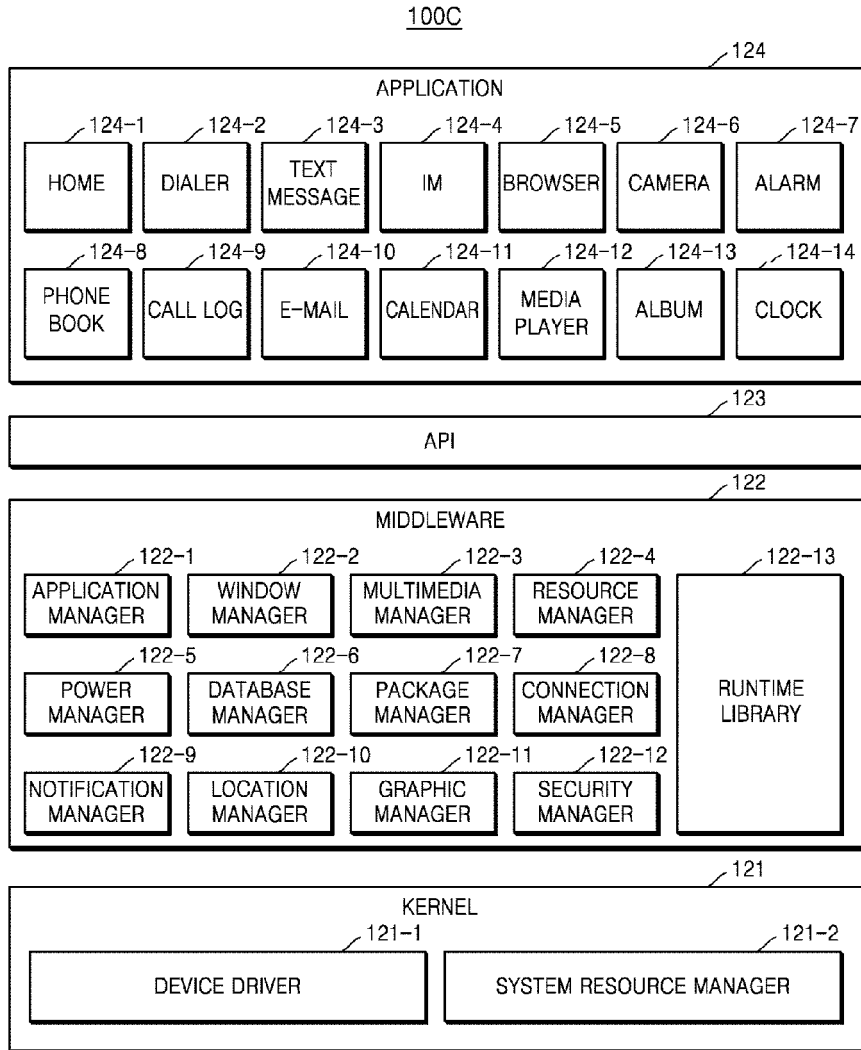 100C
124
APPLICATION
124-1 124-2 124-3 124-4 124-5 124-6 124-7
HOME DIALER TEXT MESSAGE IM BROWSER CAMERA ALARM
124-8 124-9 124-10 124-11 124-12 124-13 124-14
PHONE BOOK CALL LOG E-MAIL CALENDAR MEDIA PLAYER ALBUM CLOCK
123
API
122
MIDDLEWARE
122-1 122-2 122-3 122-4 122-13
APPLICATION MANAGER WINDOW MANAGER MULTIMEDIA MANAGER RESOURCE MANAGER
122-5 122-6 122-7 122-8
POWER MANAGER DATABASE MANAGER PACKAGE MANAGER CONNECTION MANAGER RUNTIME LIBRARY
122-9 122-10 122-11 122-12
NOTIFICATION MANAGER LOCATION MANAGER GRAPHIC MANAGER SECURITY MANAGER
121
KERNEL
121-1 121-2
DEVICE DRIVER SYSTEM RESOURCE MANAGER